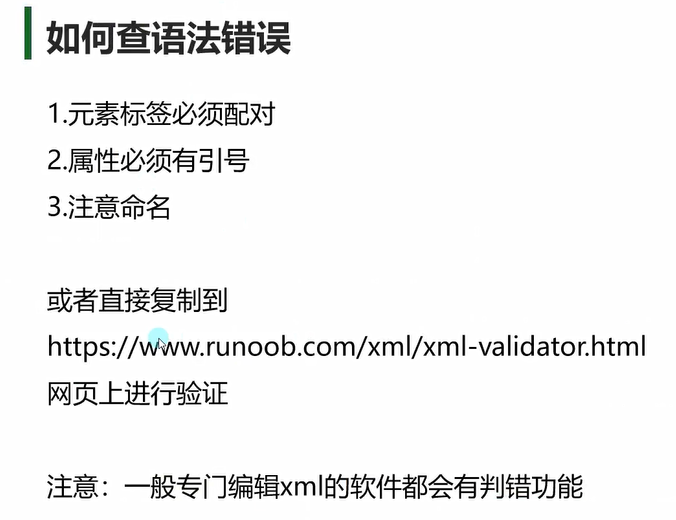 如何查语法错误
1.元素标签必须配对
2.属性必须有引号
3.注意命名
或者直接复制到
https://www.runoob.com/xml/xml-validator.html
网页上进行验证
注意：一般专门编辑xml的软件都会有判错功能